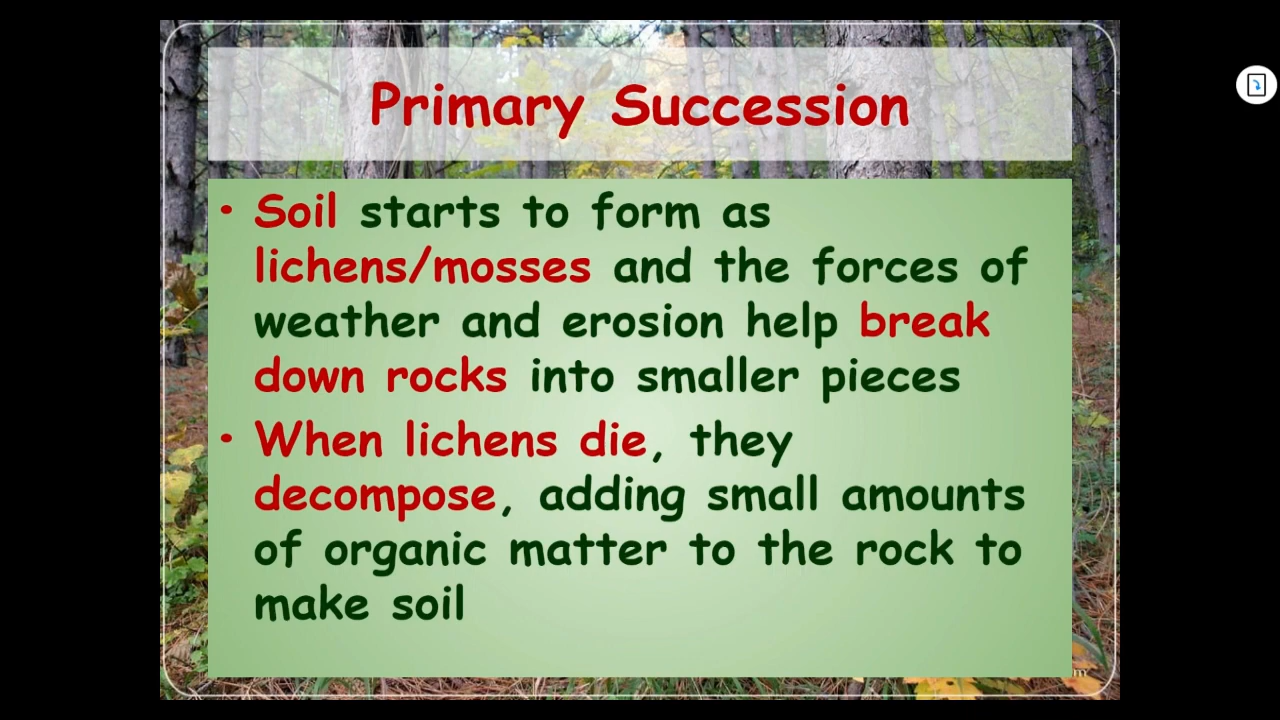 Primary Succession
• Soil starts to form as
lichens/mosses and the forces of
weather and erosion help break
down rocks into smaller pieces
• When lichens die, they
decompose, adding small amounts
of organic matter to the rock to
make soil